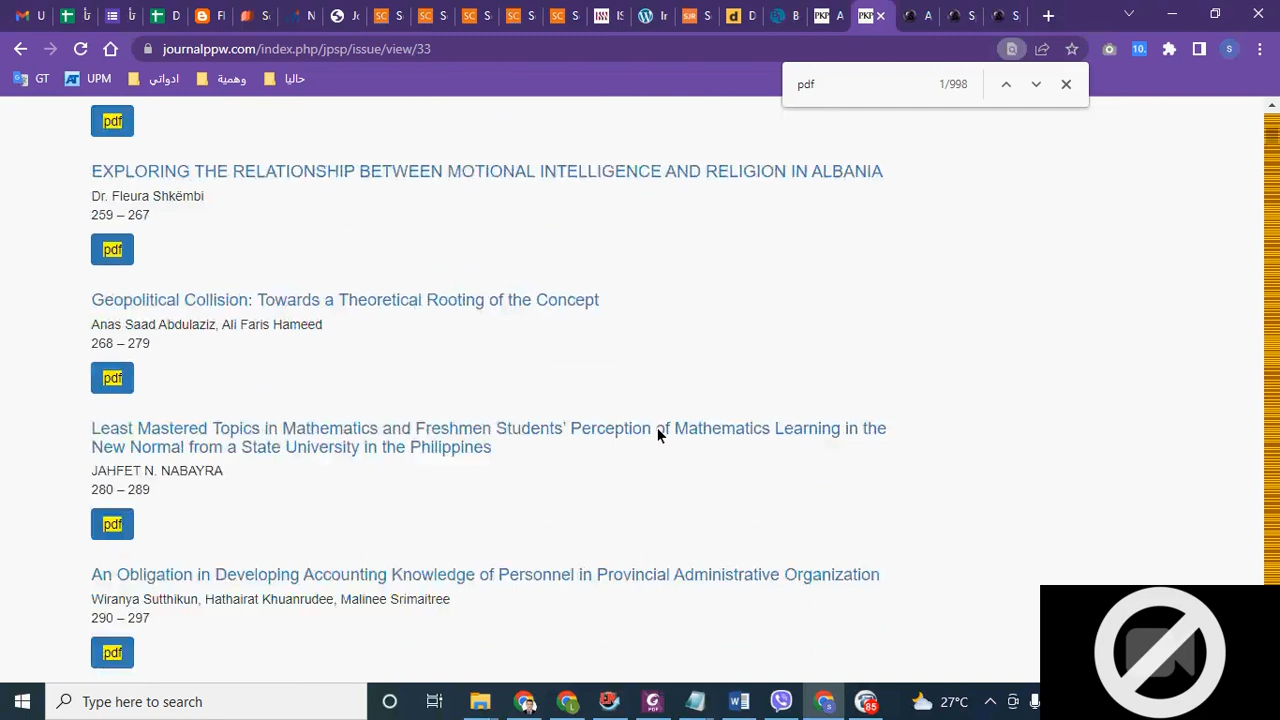 journalppw.com/index.php/jpsp/issue/view/33
GT
UPM
ادواتي
وهمية
حاليا
pdf
1/998
pdf
EXPLORING THE RELATIONSHIP BETWEEN MOTIONAL INTELLIGENCE AND RELIGION IN ALBANIA
Dr. Fleura Shkëmbi
259 – 267
pdf
Geopolitical Collision: Towards a Theoretical Rooting of the Concept
Anas Saad Abdulaziz, Ali Faris Hameed
268 – 279
pdf
Least Mastered Topics in Mathematics and Freshmen Students' Perception of Mathematics Learning in the
New Normal from a State University in the Philippines
JAHFET N. NABAYRA
280 – 289
pdf
An Obligation in Developing Accounting Knowledge of Personnel in Provincial Administrative Organization
Wiranya Sutthikun, Hathairat Khuanrudee, Malinee Srimaitree
290 – 297
pdf
Type here to search
85
27°C